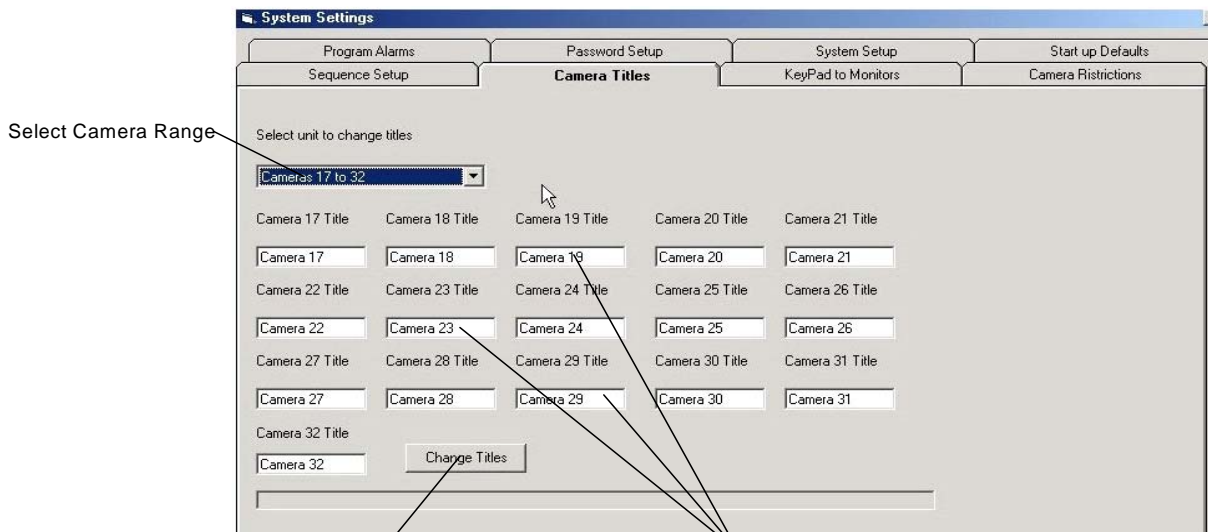 System Settings
Program Alarms Password Setup System Setup Start up Defaults
Sequence Setup Camera Titles KeyPad to Monitors Camera Ristrictions
Select Camera Range
Select unit to change titles
Cameras 17 to 32
Camera 17 Title Camera 18 Title Camera 19 Title Camera 20 Title Camera 21 Title
Camera 17 Camera 18 Camera 19 Camera 20 Camera 21
Camera 22 Title Camera 23 Title Camera 24 Title Camera 25 Title Camera 26 Title
Camera 22 Camera 23 Camera 24 Camera 25 Camera 26
Camera 27 Title Camera 28 Title Camera 29 Title Camera 30 Title Camera 31 Title
Camera 27 Camera 28 Camera 29 Camera 30 Camera 31
Camera 32 Title
Camera 32 Change Titles